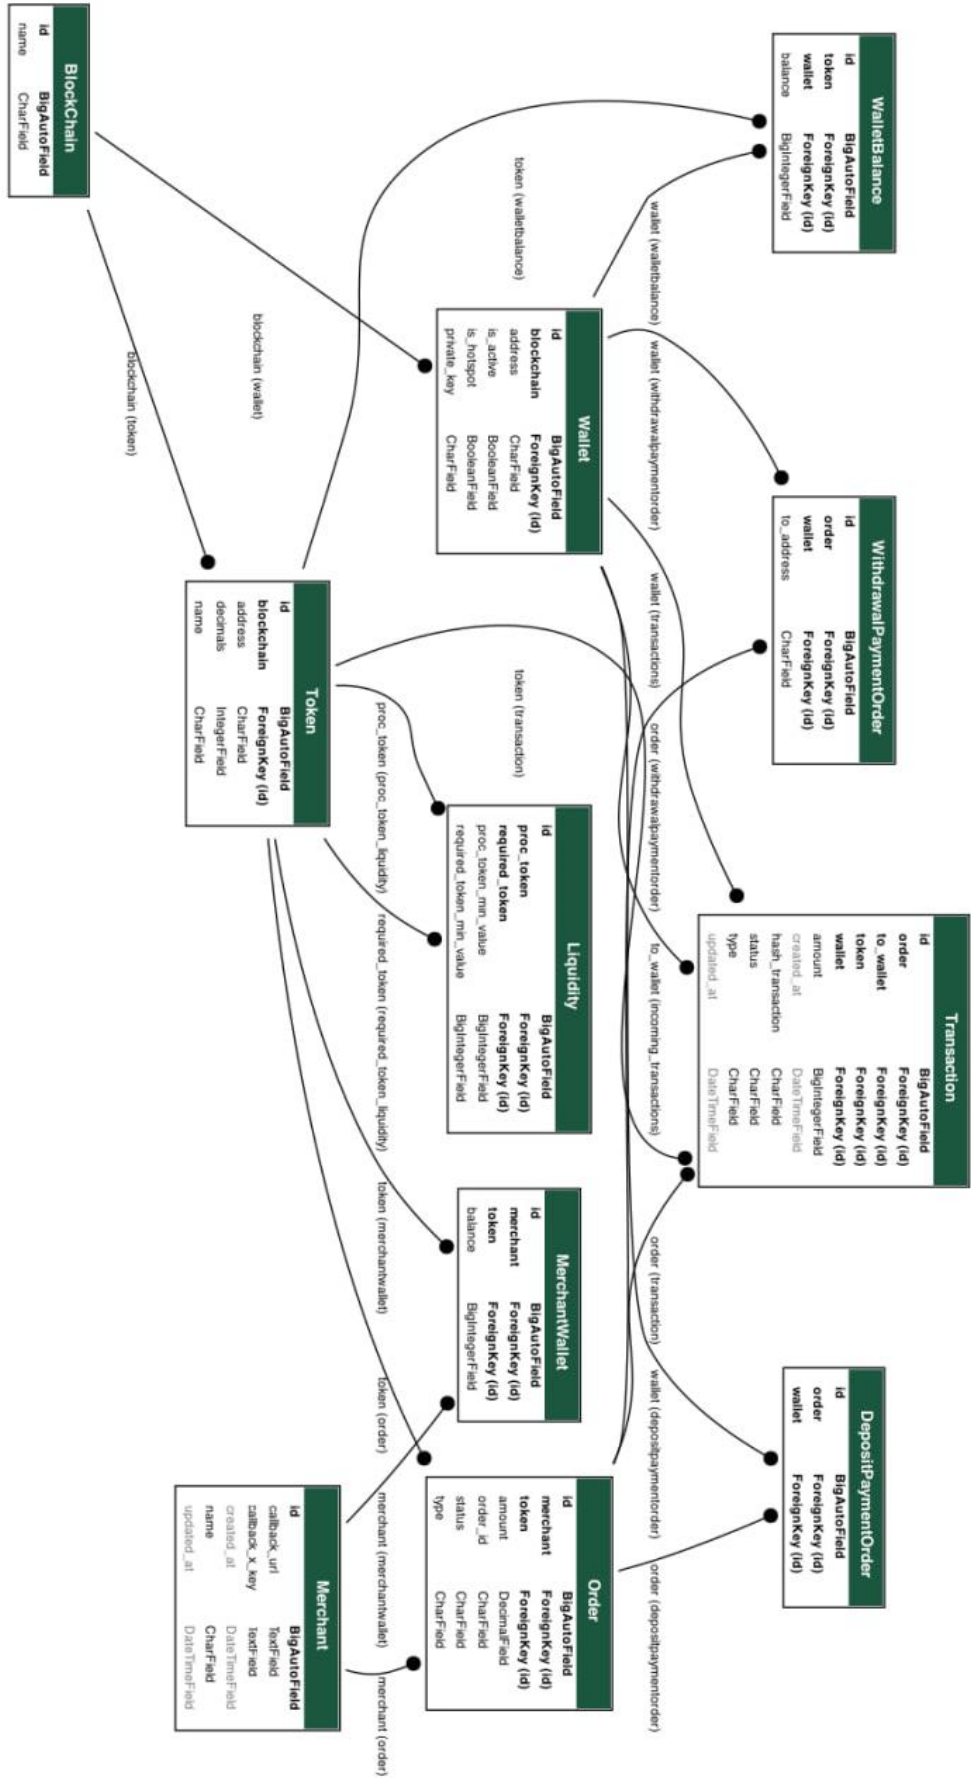 WalletBalance
id BigAutoField
token ForeignKey (id)
wallet ForeignKey (id)
balance BigIntegerField
WithdrawalPaymentOrder
id BigAutoField
order ForeignKey (id)
wallet ForeignKey (id)
to_address CharField
Transaction
id BigAutoField
order ForeignKey (id)
to_wallet ForeignKey (id)
token ForeignKey (id)
wallet ForeignKey (id)
amount BigIntegerField
created_at DateTimeField
hash_transaction CharField
status CharField
type CharField
updated_at DateTimeField
DepositPaymentOrder
id BigAutoField
order ForeignKey (id)
wallet ForeignKey (id)
wallet (walletbalance)
wallet (withdrawalpaymentorder)
wallet (transactions)
order (withdrawalpaymentorder)
to_wallet (incoming_transactions)
order (transaction)
wallet (depositpaymentorder)
order (depositpaymentorder)
Wallet
id BigAutoField
blockchain ForeignKey (id)
address CharField
is_active BooleanField
is_hotspot BooleanField
private_key CharField
Liquidity
id BigAutoField
proc_token ForeignKey (id)
required_token ForeignKey (id)
proc_token_min_value BigIntegerField
required_token_min_value BigIntegerField
MerchantWallet
id BigAutoField
merchant ForeignKey (id)
token ForeignKey (id)
balance BigIntegerField
Order
id BigAutoField
merchant ForeignKey (id)
token ForeignKey (id)
amount DecimalField
order_id CharField
status CharField
type CharField
token (walletbalance)
token (transaction)
proc_token (proc_token_liquidity)
required_token (required_token_liquidity)
token (merchantwallet)
token (order)
merchant (merchantwallet)
merchant (order)
Token
id BigAutoField
blockchain ForeignKey (id)
address CharField
decimals IntegerField
name CharField
Merchant
id BigAutoField
callback_url TextField
callback_x_key TextField
created_at DateTimeField
name CharField
updated_at DateTimeField
blockchain (wallet)
blockchain (token)
BlockChain
id BigAutoField
name CharField